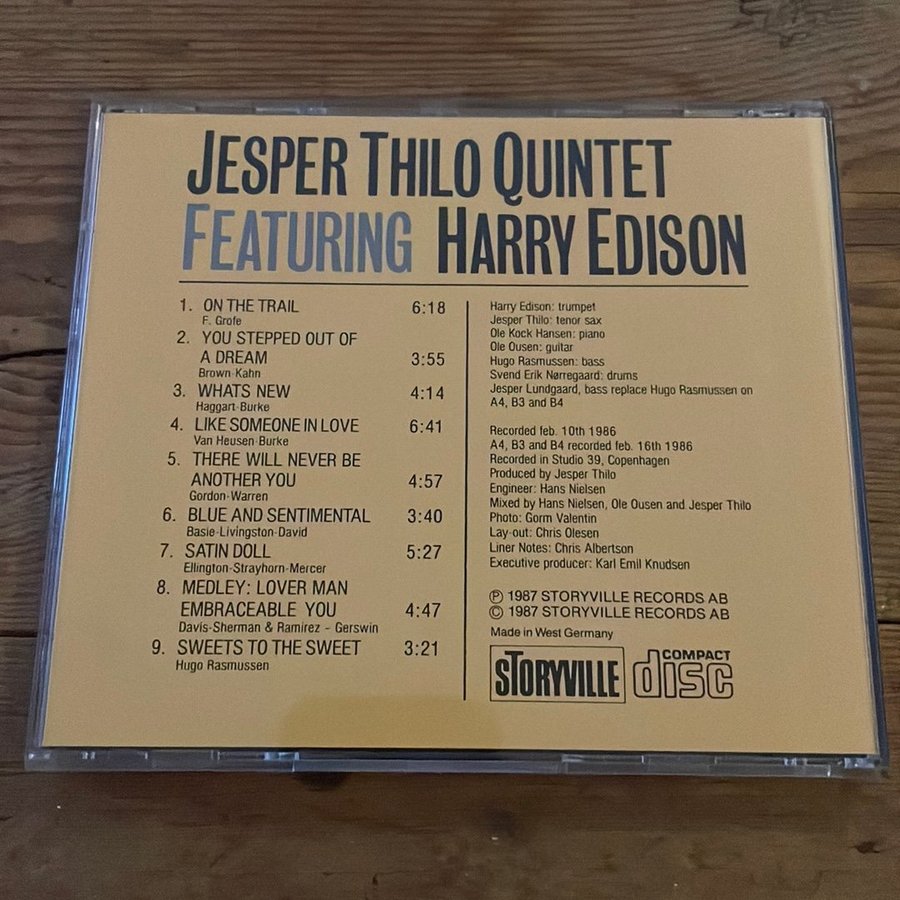 JESPER THILO QUINTET
FEATURING HARRY EDISON
1. ON THE TRAIL 6:18
F. Grofe
2. YOU STEPPED OUT OF
A DREAM 3:55
Brown-Kahn
3. WHATS NEW 4:14
Haggart-Burke
4. LIKE SOMEONE IN LOVE 6:41
Van Heusen-Burke
5. THERE WILL NEVER BE
ANOTHER YOU 4:57
Gordon-Warren
6. BLUE AND SENTIMENTAL 3:40
Basie-Livingston-David
7. SATIN DOLL 5:27
Ellington-Strayhorn-Mercer
8. MEDLEY: LOVER MAN
EMBRACEABLE YOU 4:47
Davis-Sherman & Ramirez - Gerswin
9. SWEETS TO THE SWEET 3:21
Hugo Rasmussen
Harry Edison: trumpet
Jesper Thilo: tenor sax
Ole Kock Hansen: piano
Ole Ousen: guitar
Hugo Rasmussen: bass
Svend Erik Nørregaard: drums
Jesper Lundgaard, bass replace Hugo Rasmussen on
A4, B3 and B4
Recorded feb. 10th 1986
A4, B3 and B4 recorded feb. 16th 1986
Recorded in Studio 39, Copenhagen
Produced by Jesper Thilo
Engineer: Hans Nielsen
Mixed by Hans Nielsen, Ole Ousen and Jesper Thilo
Photo: Gorm Valentin
Lay-out: Chris Olesen
Liner Notes: Chris Albertson
Executive producer: Karl Emil Knudsen
℗ 1987 STORYVILLE RECORDS AB
© 1987 STORYVILLE RECORDS AB
Made in West Germany
STORYVILLE
COMPACT
disc